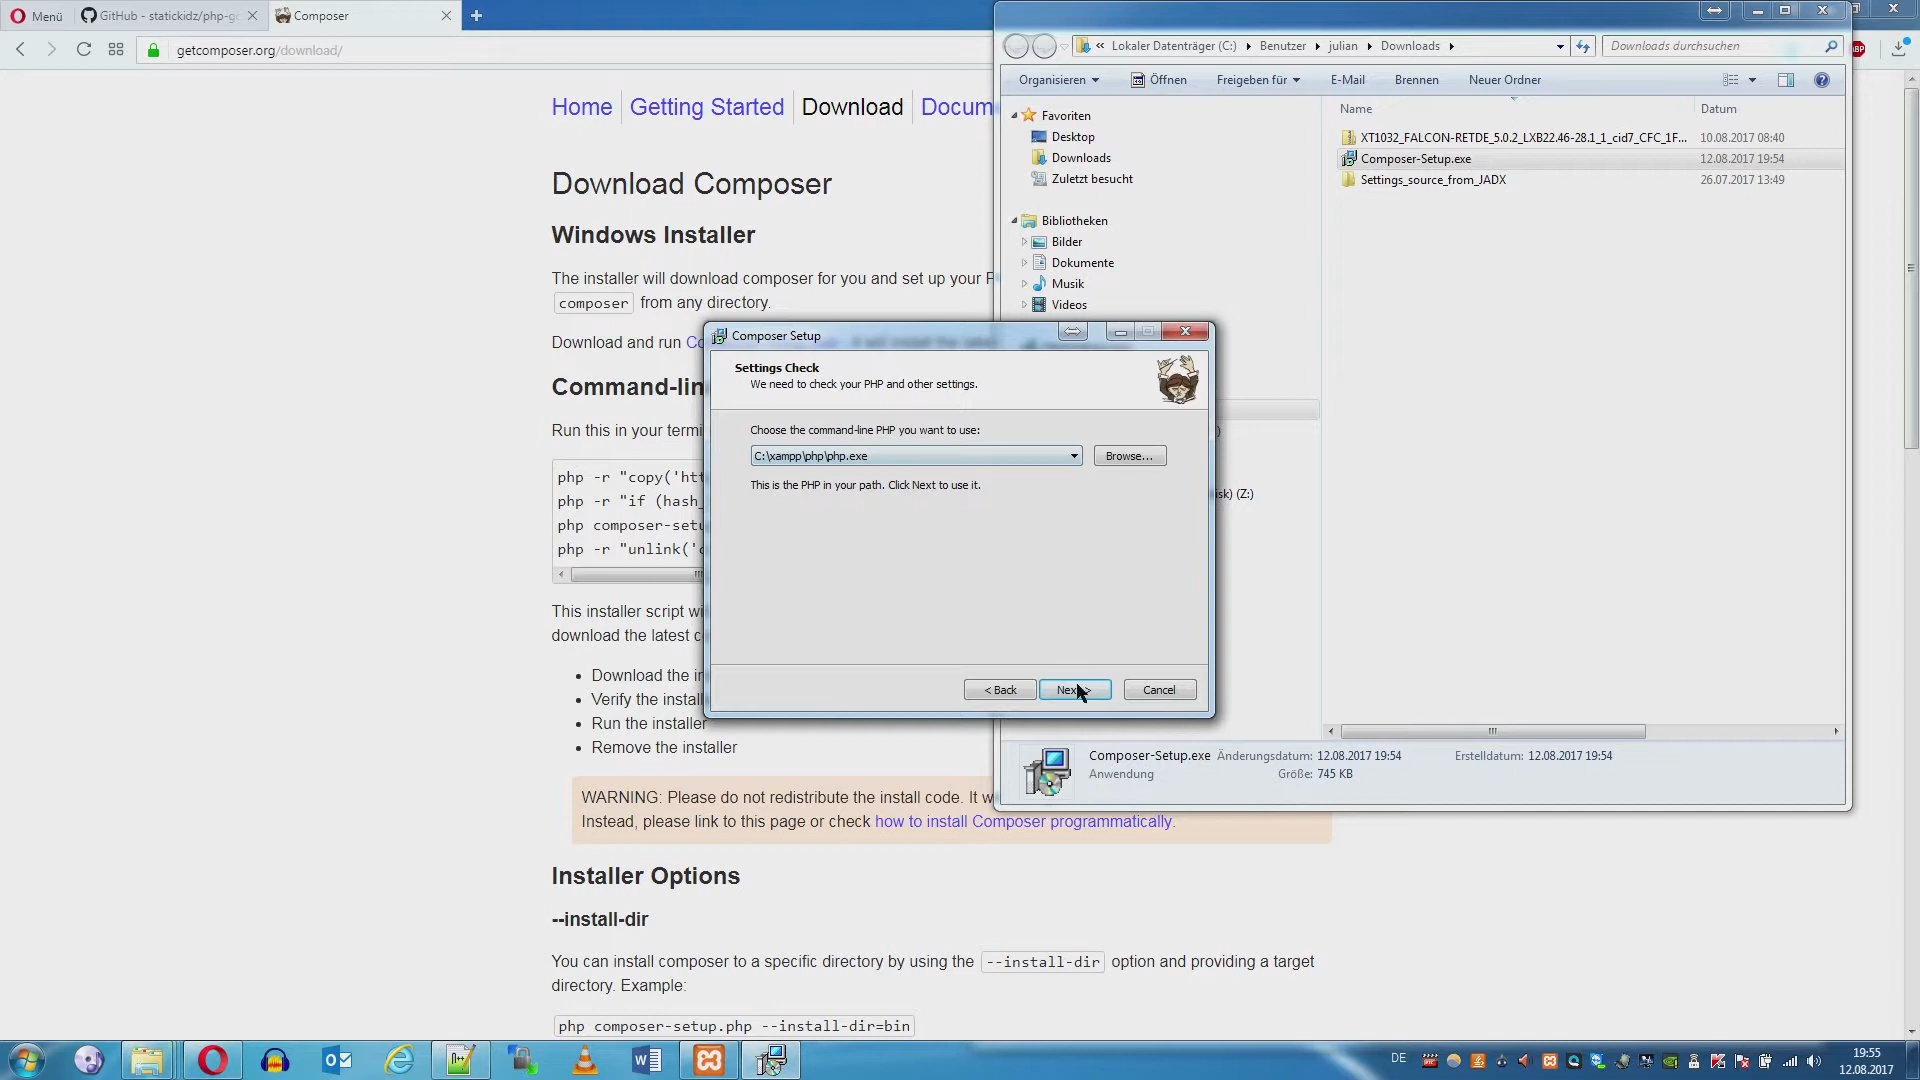 Menü
GitHub - statickidz/php-go
Composer
getcomposer.org/download/
Home
Getting Started
Download
Docum
Download Composer
Windows Installer
The installer will download composer for you and set up your P
composer from any directory.
Download and run Co
Command-lin
Run this in your termi
php -r "copy('htt
php -r "if (hash_
php composer-setu
php -r "unlink('c
This installer script wi
download the latest c
Download the in
Verify the install
Run the installer
Remove the installer
WARNING: Please do not redistribute the install code. It w
Instead, please link to this page or check how to install Composer programmatically.
Installer Options
--install-dir
You can install composer to a specific directory by using the --install-dir option and providing a target
directory. Example:
php composer-setup.php --install-dir=bin
« Lokaler Datenträger (C:) Benutzer julian Downloads
Downloads durchsuchen
ABP
Organisieren
Öffnen
Freigeben für
E-Mail
Brennen
Neuer Ordner
Favoriten
Desktop
Downloads
Zuletzt besucht
Bibliotheken
Bilder
Dokumente
Musik
Videos
)
isk) (Z:)
Name
Datum
XT1032_FALCON-RETDE_5.0.2_LXB22.46-28.1_1_cid7_CFC_1F...
10.08.2017 08:40
Composer-Setup.exe
12.08.2017 19:54
Settings_source_from_JADX
26.07.2017 13:49
Composer-Setup.exe Änderungsdatum: 12.08.2017 19:54
Erstelldatum: 12.08.2017 19:54
Anwendung
Größe: 745 KB
Composer Setup
Settings Check
We need to check your PHP and other settings.
Choose the command-line PHP you want to use:
C:\xampp\php\php.exe
Browse...
This is the PHP in your path. Click Next to use it.
< Back
Next >
Cancel
DE
19:55
12.08.2017